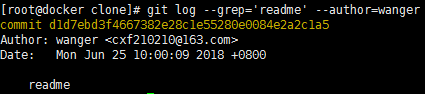 [root@docker clone]# git log --grep='readme' --author=wanger
commit d1d7ebd3f4667382e28c1e55280e0084e2a2c1a5
Author: wanger <cxf210210@163.com>
Date:   Mon Jun 25 10:00:09 2018 +0800
    readme